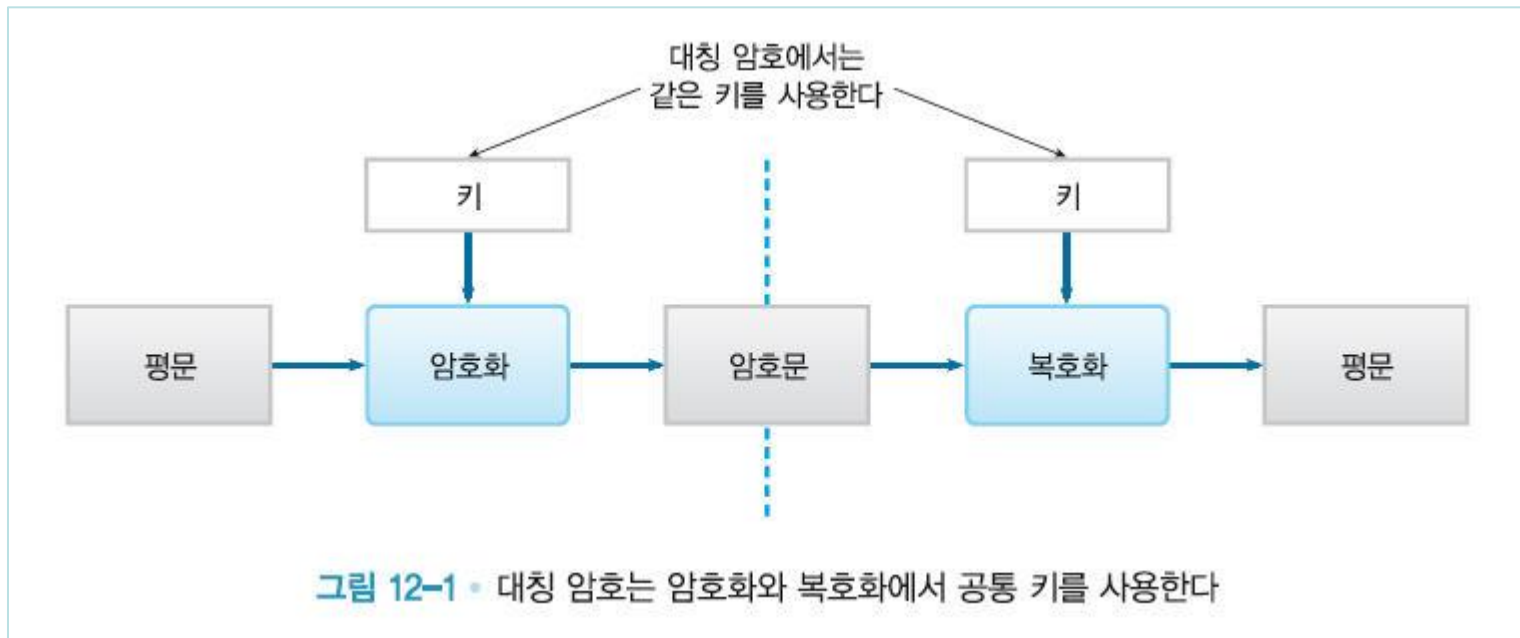 대칭 암호에서는
같은 키를 사용한다
키
키
평문
암호화
암호문
복호화
평문
그림 12-1 • 대칭 암호는 암호화와 복호화에서 공통 키를 사용한다